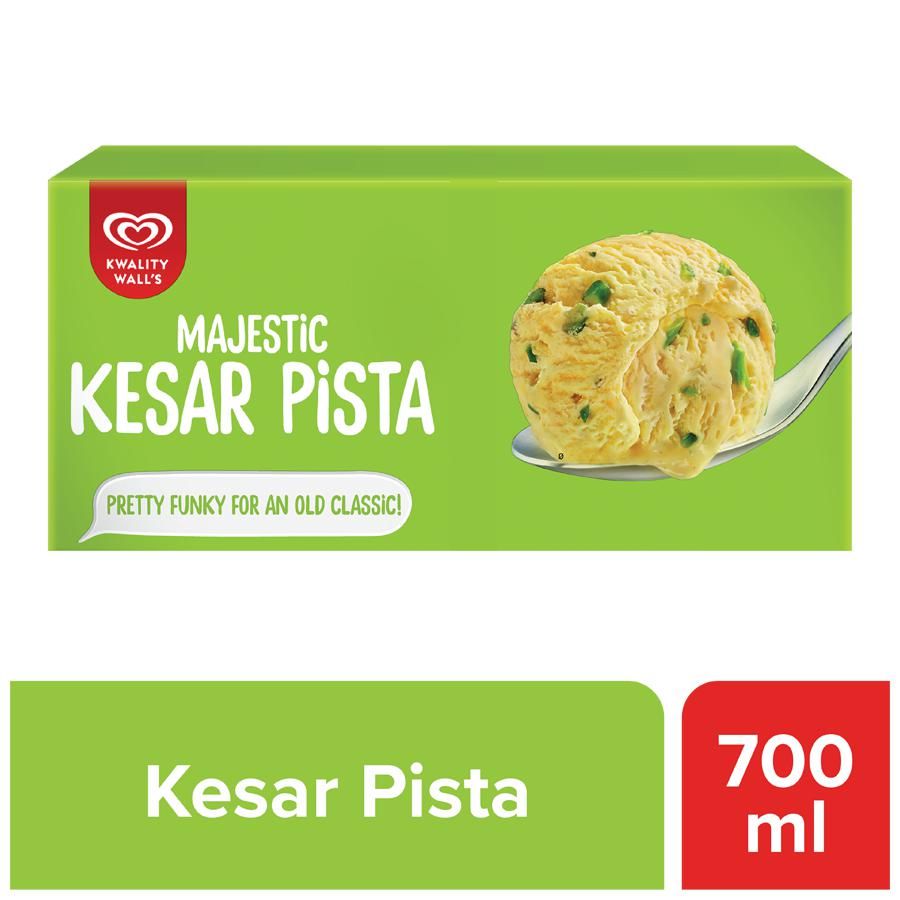 KWALITY
WALL'S
MAJESTiC
KESAR PiSTA
PRETTY FUNKY FOR AN OLD CLASSiC!
Kesar Pista
700
ml